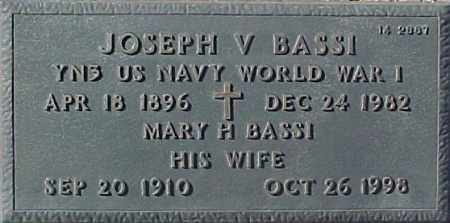 14 2087
JOSEPH V BASSI
YN3 US NAVY WORLD WAR I
APR 18 1896 DEC 24 1982
MARY H BASSI
HIS WIFE
SEP 20 1910 OCT 26 1998